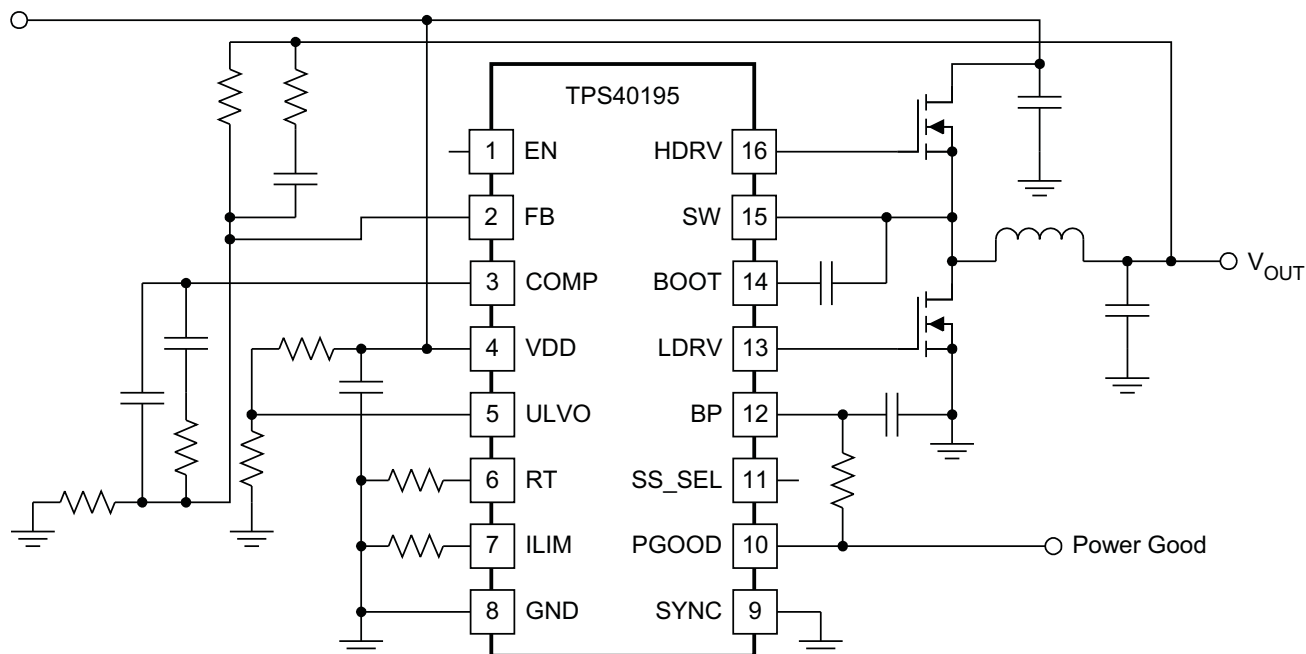 TPS40195
1 EN
HDRV 16
2 FB
SW 15
3 COMP
BOOT 14
VOUT
4 VDD
LDRV 13
5 ULVO
BP 12
6 RT
SS_SEL 11
7 ILIM
PGOOD 10
Power Good
8 GND
SYNC 9